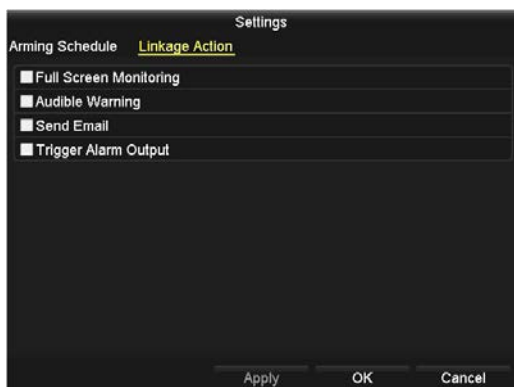 Settings
Arming Schedule Linkage Action
Full Screen Monitoring
Audible Warning
Send Email
Trigger Alarm Output
Apply OK Cancel